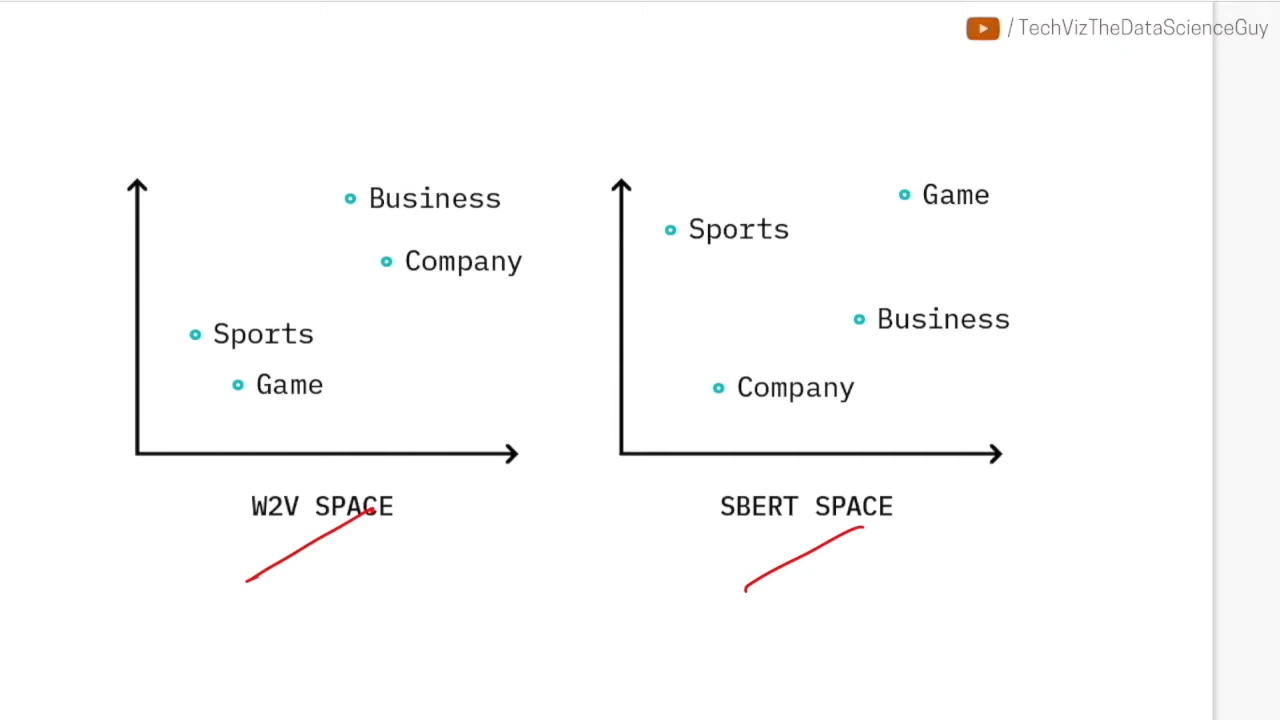 / TechVizTheDataScienceGuy
Business
Company
Sports
Game
W2V SPACE
Game
Sports
Business
Company
SBERT SPACE